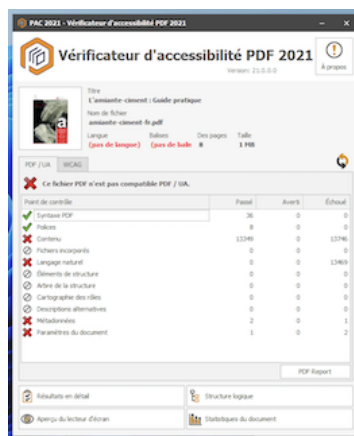 PAC 2021 - Vérificateur d'accessibilité PDF 2021
Vérificateur d'accessibilité PDF 2021
Version: 21.0.0.0
À propos
Titre
L'amiante-ciment : Guide pratique
Nom de fichier
amiante-ciment-fr.pdf
Langue Balises Des pages Taille
(pas de langue) (pas de balis 8 1 MB
PDF / UA WCAG
Ce fichier PDF n'est pas compatible PDF / UA.
Point de contrôle Passé Averti Échoué
Syntaxe PDF 36 0 0
Polices 8 0 0
Contenu 13349 0 13746
Fichiers incorporés 0 0 0
Langage naturel 0 0 13469
Éléments de structure 0 0 0
Arbre de la structure 0 0 0
Cartographie des rôles 0 0 0
Descriptions alternatives 0 0 0
Métadonnées 2 0 1
Paramètres du document 1 0 2
PDF Report
Résultats en détail Structure logique
Aperçu du lecteur d'écran Statistiques du document